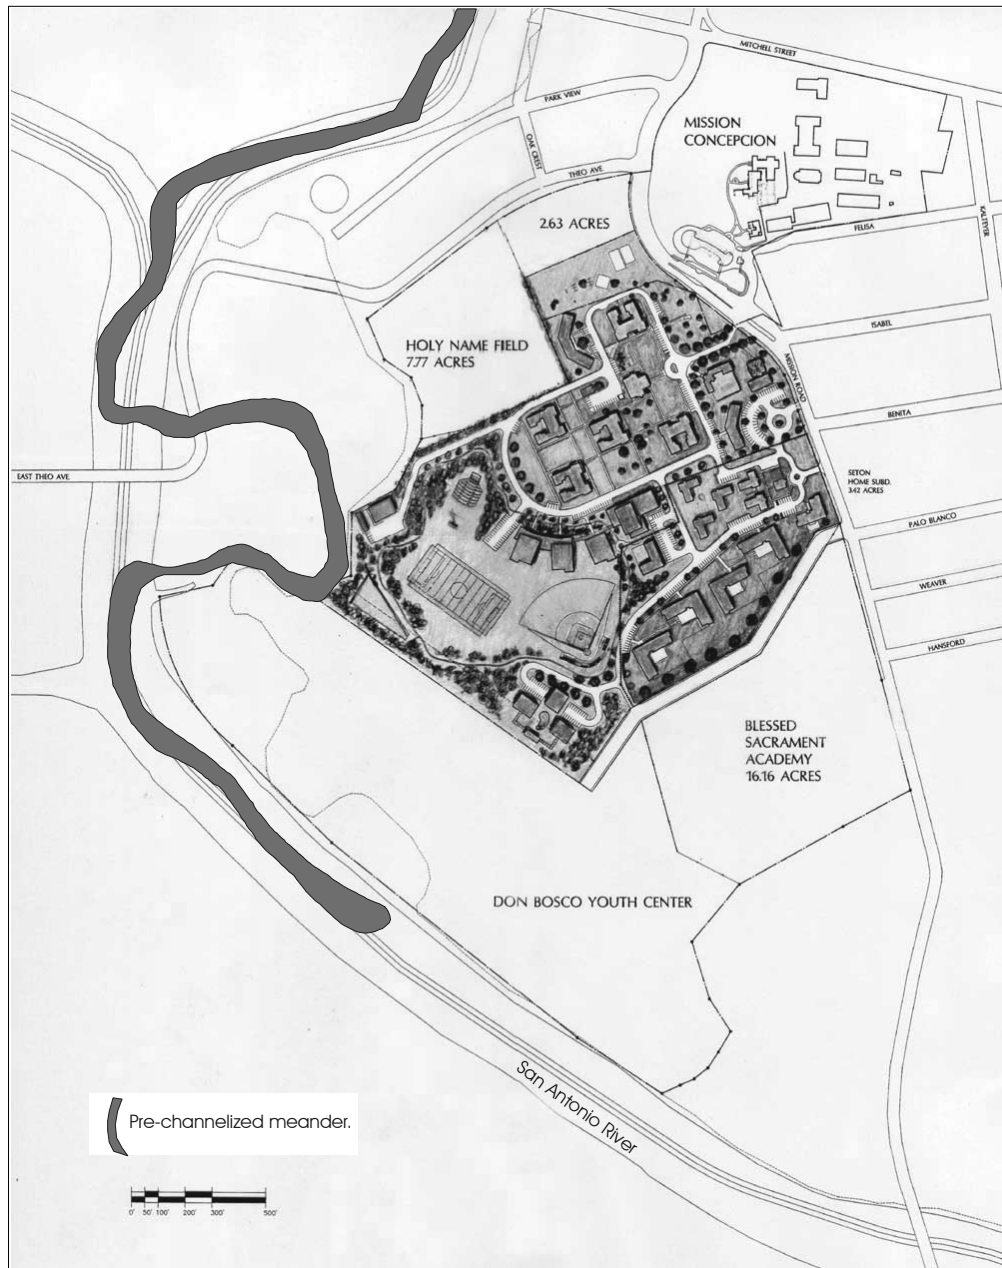 MITCHELL STREET
PARK VIEW
MISSION
CONCEPCION
OAK CREST
THEO AVE.
KALTEYER
2.63 ACRES
FELISA
HOLY NAME FIELD
7.77 ACRES
ISABEL
MISSION ROAD
BENITA
EAST THEO AVE.
SETON
HOME SUBD.
3.42 ACRES
PALO BLANCO
WEAVER
HANSFORD
BLESSED
SACRAMENT
ACADEMY
16.16 ACRES
DON BOSCO YOUTH CENTER
San Antonio River
Pre-channelized meander.
0' 50' 100' 200' 300' 500'